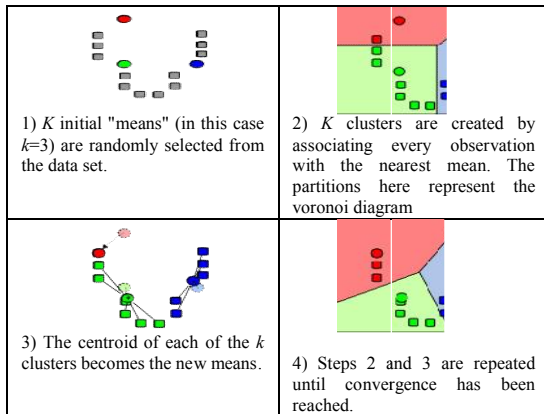 1) K initial "means" (in this case
k=3) are randomly selected from
the data set.
2) K clusters are created by
associating every observation
with the nearest mean. The
partitions here represent the
voronoi diagram
3) The centroid of each of the k
clusters becomes the new means.
4) Steps 2 and 3 are repeated
until convergence has been
reached.